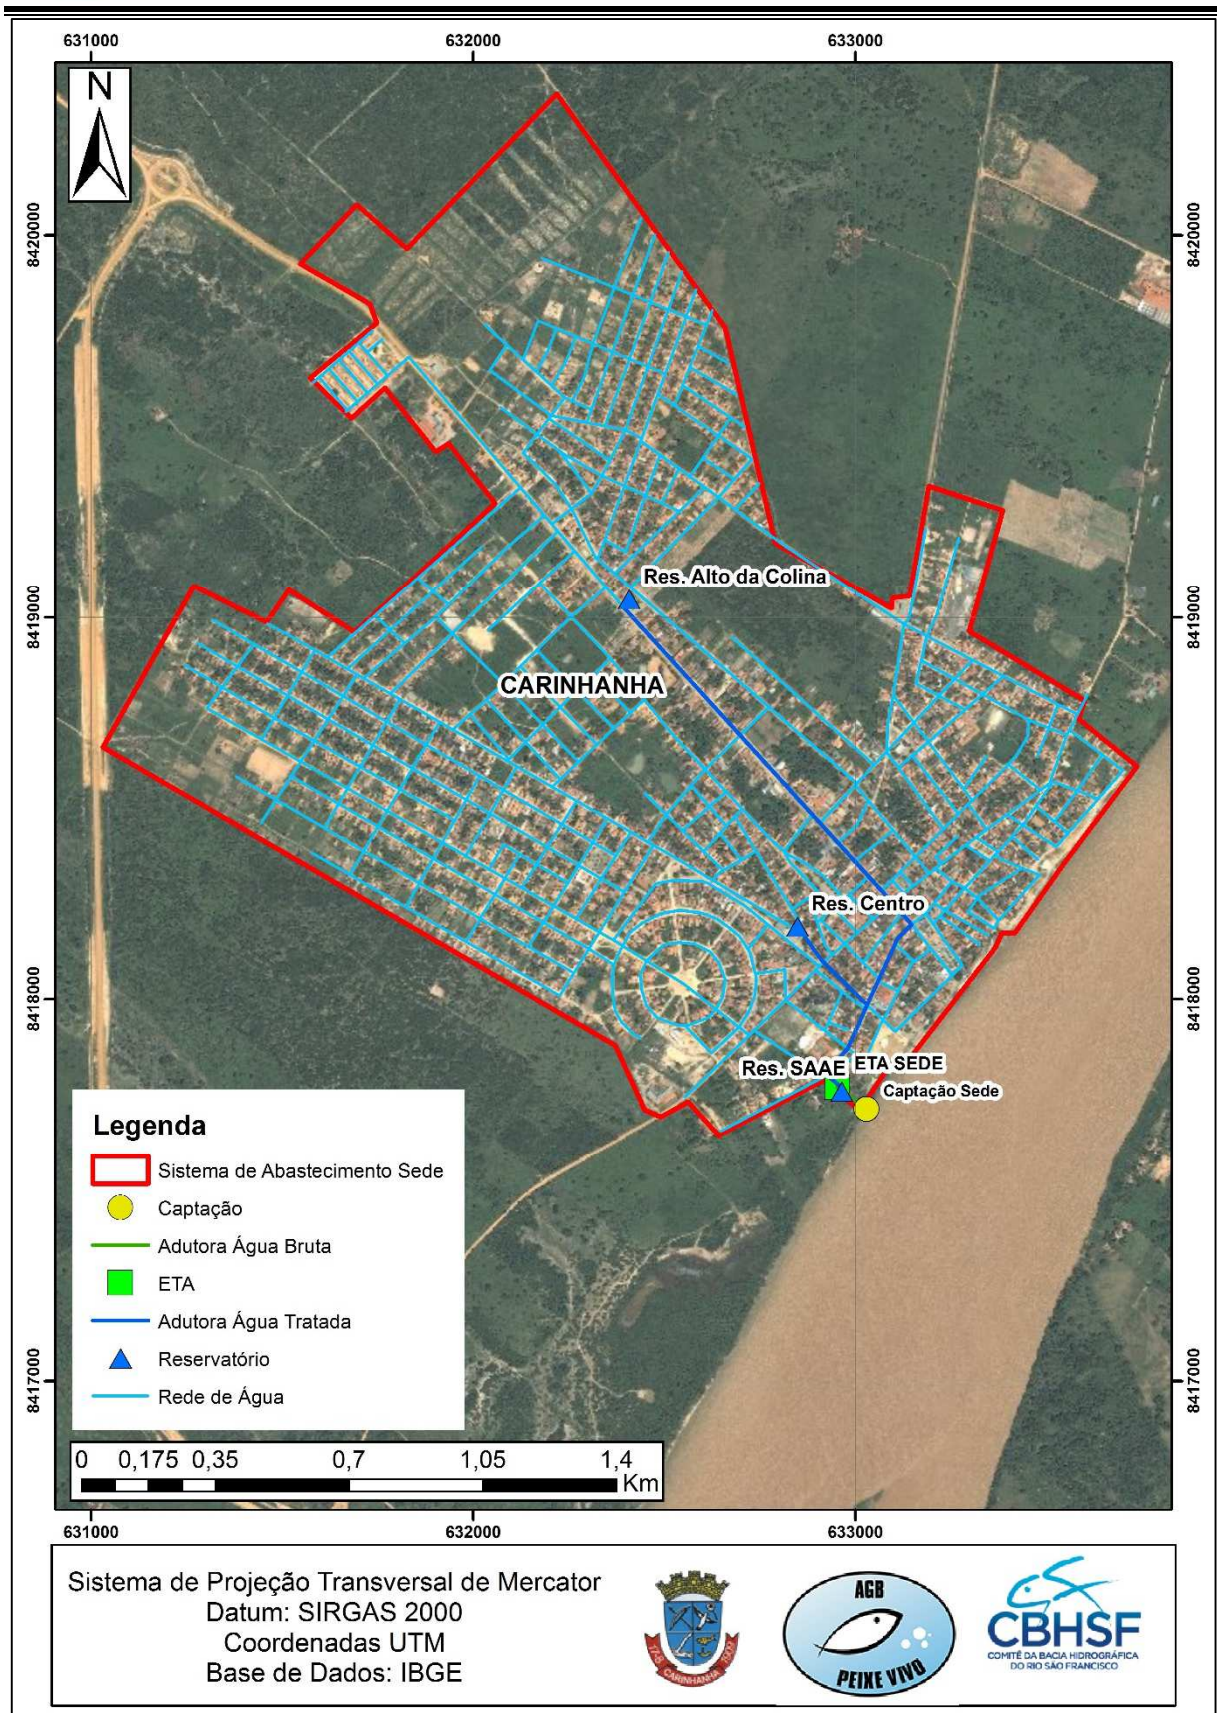 631000
632000
633000
N
8420000
8420000
Res. Alto da Colina
8419000
8419000
CARINHANHA
Res. Centro
8418000
8418000
Res. SAAE
ETA SEDE
Captação Sede
Legenda
Sistema de Abastecimento Sede
Captação
Adutora Água Bruta
ETA
Adutora Água Tratada
Reservatório
Rede de Água
8417000
8417000
0 0,175 0,35 0,7 1,05 1,4
Km
631000
632000
633000
Sistema de Projeção Transversal de Mercator
Datum: SIRGAS 2000
Coordenadas UTM
Base de Dados: IBGE
CARINHANHA
1909
AGB
PEIXE VIVO
CBHSF
COMITÊ DA BACIA HIDROGRÁFICA
DO RIO SÃO FRANCISCO